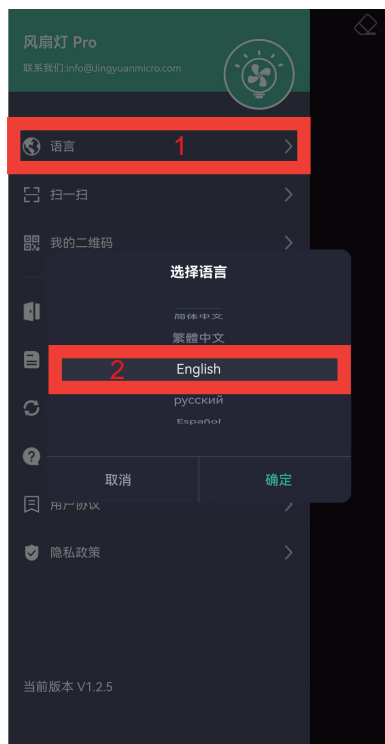 风扇灯 Pro
联系我们:info@Jingyuanmicro.com
语言 1
扫一扫
我的二维码
选择语言
简体中文
繁體中文
2 English
русский
Español
取消 确定
用户协议
隐私政策
当前版本 V1.2.5